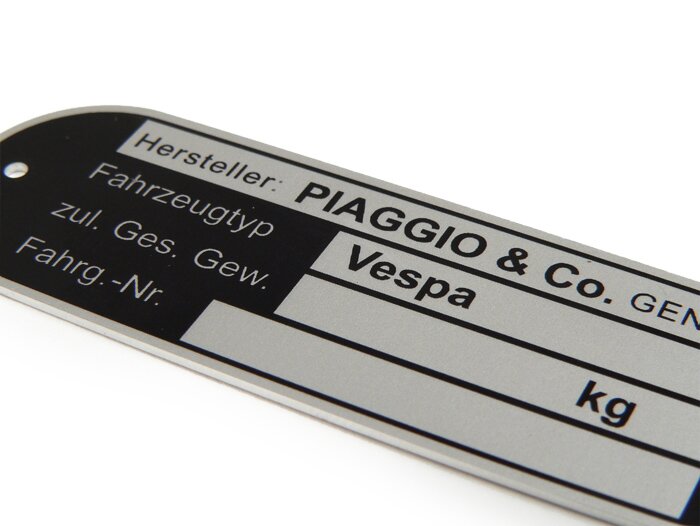 Hersteller: PIAGGIO & Co. GEN
Fahrzeugtyp Vespa
zul. Ges. Gew. kg
Fahrg.-Nr.